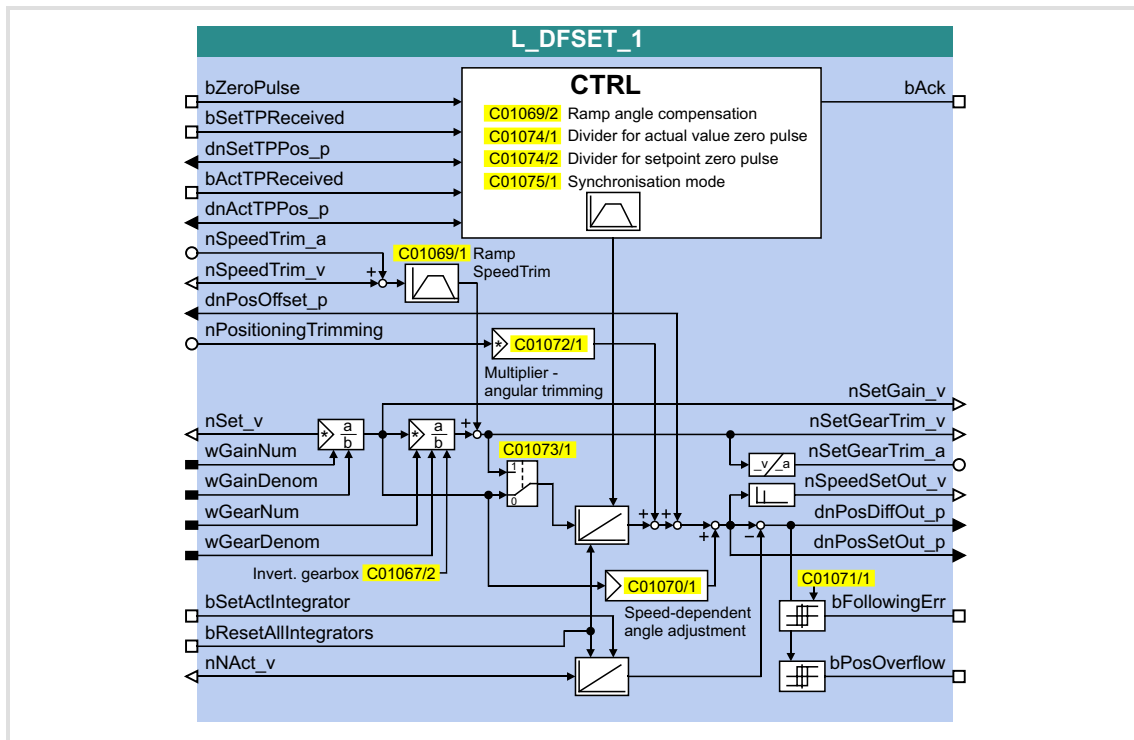 L_DFSET_1
bZeroPulse
bSetTPReceived
dnSetTPPos_p
bActTPReceived
dnActTPPos_p
CTRL
C01069/2 Ramp angle compensation
C01074/1 Divider for actual value zero pulse
C01074/2 Divider for setpoint zero pulse
C01075/1 Synchronisation mode
bAck
nSpeedTrim_a
nSpeedTrim_v
+
C01069/1 Ramp
SpeedTrim
dnPosOffset_p
nPositioningTrimming
* C01072/1
Multiplier -
angular trimming
nSetGain_v
nSet_v
* a
b
* a
b
+
nSetGearTrim_v
wGainNum
C01073/1
1
0
_v/_a
nSetGearTrim_a
wGainDenom
nSpeedSetOut_v
wGearNum
+
+
+
−
dnPosDiffOut_p
wGearDenom
dnPosSetOut_p
Invert. gearbox C01067/2
C01070/1
Speed-dependent
angle adjustment
C01071/1
bSetActIntegrator
bFollowingErr
bResetAllIntegrators
nNAct_v
bPosOverflow